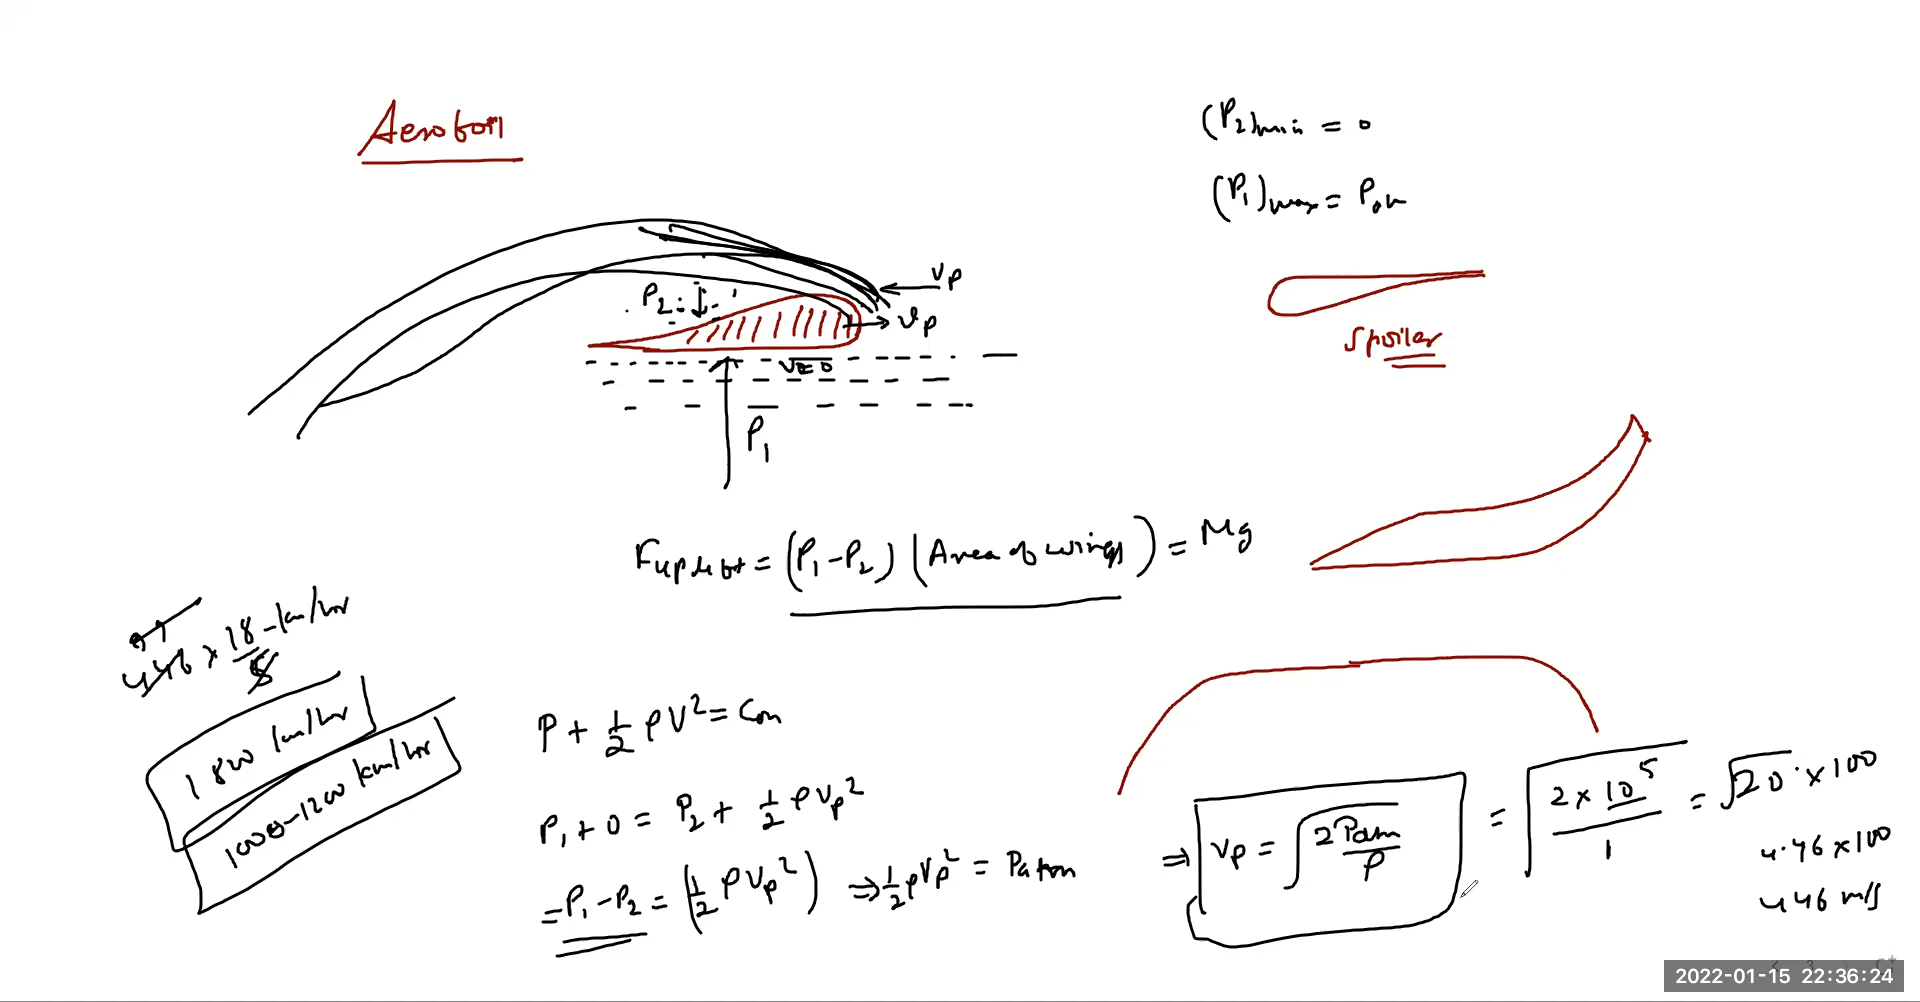 Aerofoil
(P₂)min = 0
(P₁)max = Pam
vp
P₂
vp
v=0
P₁
Spoiler
Fuplift = (P₁-P₂) (Area of wings) = Mg
446 × 18/5 km/hr
1800 km/hr
1000-1200 km/hr
P + 1/2 ρV² = Con
P₁ + 0 = P₂ + 1/2 ρvp²
= P₁-P₂ = (1/2 ρvp²) ⇒ 1/2 ρvp² = Patm
⇒ vp = √(2Patm/ρ) = √(2×10⁵/1) = √20 × 100
4.46×100
446 m/s
2022-01-15 22:36:24